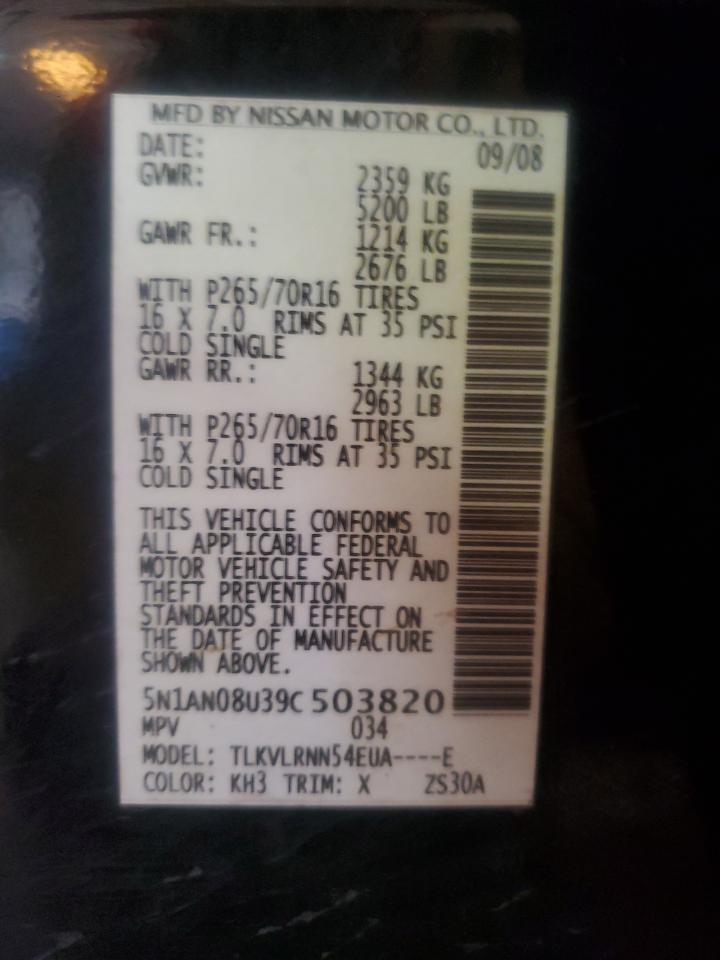 MFD BY NISSAN MOTOR CO., LTD.
DATE: 09/08
GVWR: 2359 KG
5200 LB
GAWR FR.: 1214 KG
2676 LB
WITH P265/70R16 TIRES
16 X 7.0 RIMS AT 35 PSI
COLD SINGLE
GAWR RR.: 1344 KG
2963 LB
WITH P265/70R16 TIRES
16 X 7.0 RIMS AT 35 PSI
COLD SINGLE
THIS VEHICLE CONFORMS TO
ALL APPLICABLE FEDERAL
MOTOR VEHICLE SAFETY AND
THEFT PREVENTION
STANDARDS IN EFFECT ON
THE DATE OF MANUFACTURE
SHOWN ABOVE.
5N1AN08U39C503820
MPV 034
MODEL: TLKVLRNN54EUA----E
COLOR: KH3 TRIM: X ZS30A